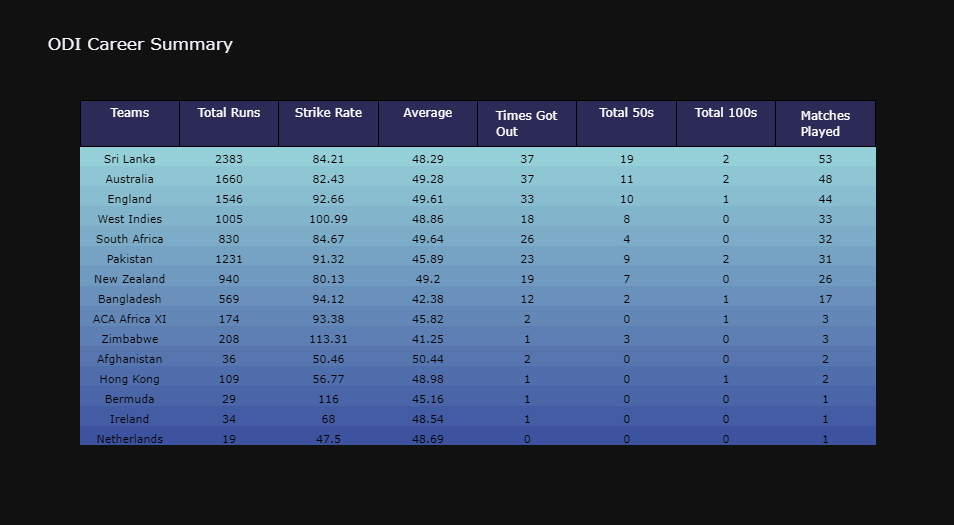 ODI Career Summary
Teams Total Runs Strike Rate Average Times Got Out Total 50s Total 100s Matches Played
Sri Lanka 2383 84.21 48.29 37 19 2 53
Australia 1660 82.43 49.28 37 11 2 48
England 1546 92.66 49.61 33 10 1 44
West Indies 1005 100.99 48.86 18 8 0 33
South Africa 830 84.67 49.64 26 4 0 32
Pakistan 1231 91.32 45.89 23 9 2 31
New Zealand 940 80.13 49.2 19 7 0 26
Bangladesh 569 94.12 42.38 12 2 1 17
ACA Africa XI 174 93.38 45.82 2 0 1 3
Zimbabwe 208 113.31 41.25 1 3 0 3
Afghanistan 36 50.46 50.44 2 0 0 2
Hong Kong 109 56.77 48.98 1 0 1 2
Bermuda 29 116 45.16 1 0 0 1
Ireland 34 68 48.54 1 0 0 1
Netherlands 19 47.5 48.69 0 0 0 1